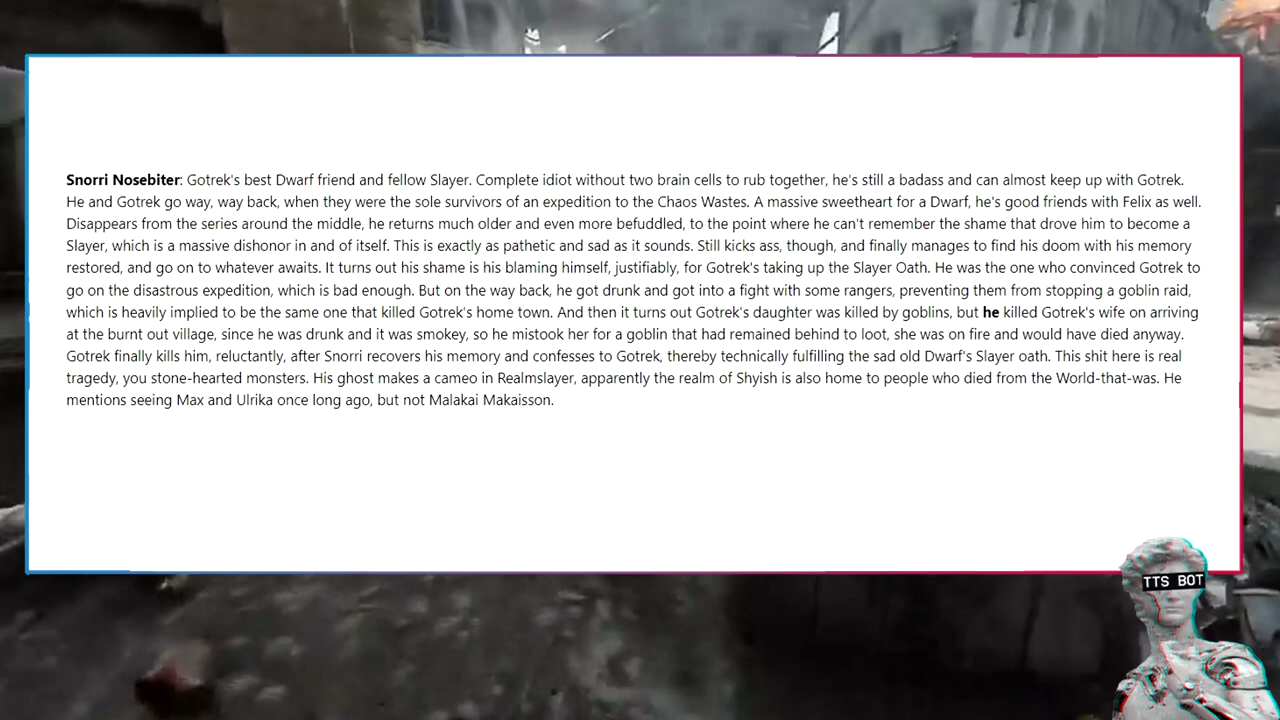 Snorri Nosebiter: Gotrek's best Dwarf friend and fellow Slayer. Complete idiot without two brain cells to rub together, he's still a badass and can almost keep up with Gotrek.
He and Gotrek go way, way back, when they were the sole survivors of an expedition to the Chaos Wastes. A massive sweetheart for a Dwarf, he's good friends with Felix as well.
Disappears from the series around the middle, he returns much older and even more befuddled, to the point where he can't remember the shame that drove him to become a
Slayer, which is a massive dishonor in and of itself. This is exactly as pathetic and sad as it sounds. Still kicks ass, though, and finally manages to find his doom with his memory
restored, and go on to whatever awaits. It turns out his shame is his blaming himself, justifiably, for Gotrek's taking up the Slayer Oath. He was the one who convinced Gotrek to
go on the disastrous expedition, which is bad enough. But on the way back, he got drunk and got into a fight with some rangers, preventing them from stopping a goblin raid,
which is heavily implied to be the same one that killed Gotrek's home town. And then it turns out Gotrek's daughter was killed by goblins, but he killed Gotrek's wife on arriving
at the burnt out village, since he was drunk and it was smokey, so he mistook her for a goblin that had remained behind to loot, she was on fire and would have died anyway.
Gotrek finally kills him, reluctantly, after Snorri recovers his memory and confesses to Gotrek, thereby technically fulfilling the sad old Dwarf's Slayer oath. This shit here is real
tragedy, you stone-hearted monsters. His ghost makes a cameo in Realmslayer, apparently the realm of Shyish is also home to people who died from the World-that-was. He
mentions seeing Max and Ulrika once long ago, but not Malakai Makaisson.
TTS BOT